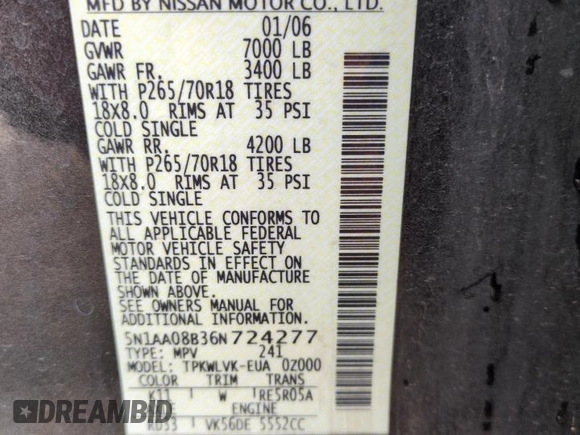 MFD BY NISSAN MOTOR CO., LTD.
DATE 01/06
GVWR 7000 LB
GAWR FR. 3400 LB
WITH P265/70R18 TIRES
18X8.0 RIMS AT 35 PSI
COLD SINGLE
GAWR RR. 4200 LB
WITH P265/70R18 TIRES
18X8.0 RIMS AT 35 PSI
COLD SINGLE
THIS VEHICLE CONFORMS TO
ALL APPLICABLE FEDERAL
MOTOR VEHICLE SAFETY
STANDARDS IN EFFECT ON
THE DATE OF MANUFACTURE
SHOWN ABOVE.
SEE OWNERS MANUAL FOR
ADDITIONAL INFORMATION.
5N1AA08B36N724277
TYPE: MPV 241
MODEL: TPKWLVK-EUA 0Z000
COLOR TRIM TRANS
K11 W RE5R05A
ENGINE
VK56DE 5552CC
DREAMBID